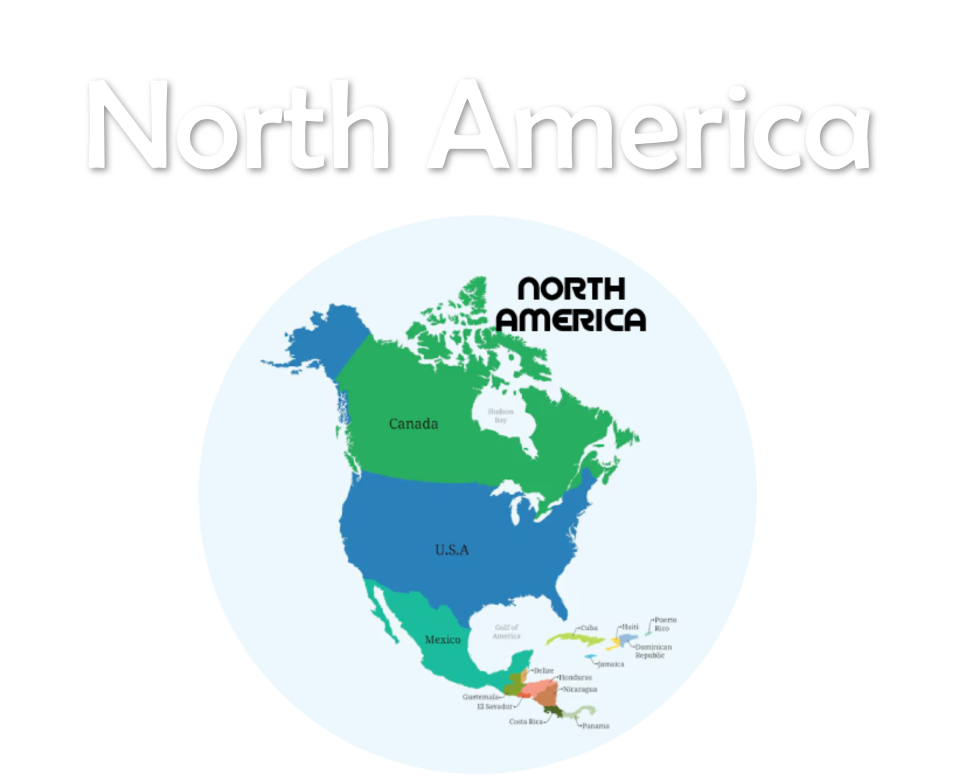 North America
NORTH
AMERICA
Canada
Hudson
Bay
U.S.A
Mexico
Gulf of
America
Cuba
Haiti
Puerto
Rico
Dominican
Republic
Jamaica
Belize
Honduras
Nicaragua
Guatemala
El Savador
Costa Rica
Panama